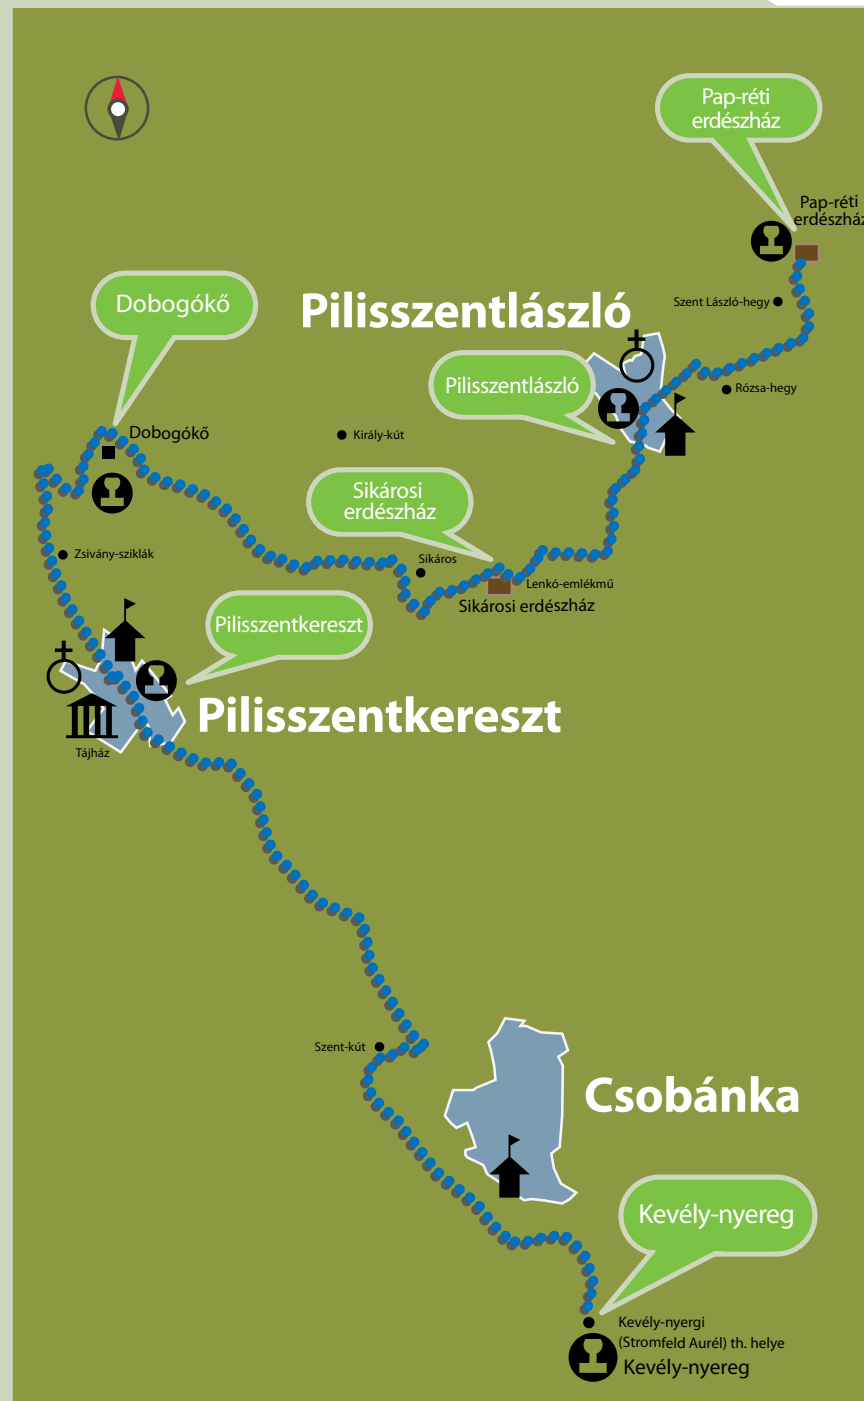 Pap-réti
erdészház
Pap-réti
erdészház
Dobogókő
Pilisszentlászló
Szent László-hegy
Pilisszentlászló
Rózsa-hegy
Dobogókő
Király-kút
Sikárosi
erdészház
Zsivány-sziklák
Sikáros
Lenkó-emlékmű
Sikárosi erdészház
Pilisszentkereszt
Pilisszentkereszt
Tájház
Szent-kút
Csobánka
Kevély-nyereg
Kevély-nyergi
(Stromfeld Aurél) th. helye
Kevély-nyereg